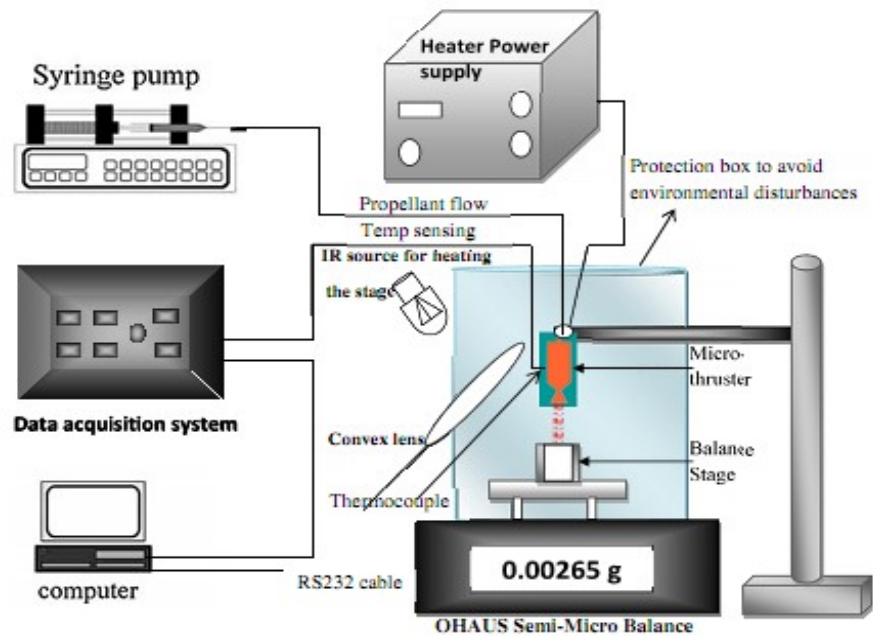 Heater Power
supply
Syringe pump
Protection box to avoid
environmental disturbances
Propellant flow
Temp sensing
IR source for heating
the stage
Micro-
thruster
Data acquisition system
Convex lens
Balance
Stage
Thermocouple
0.00265 g
RS232 cable
computer
OHAUS Semi-Micro Balance